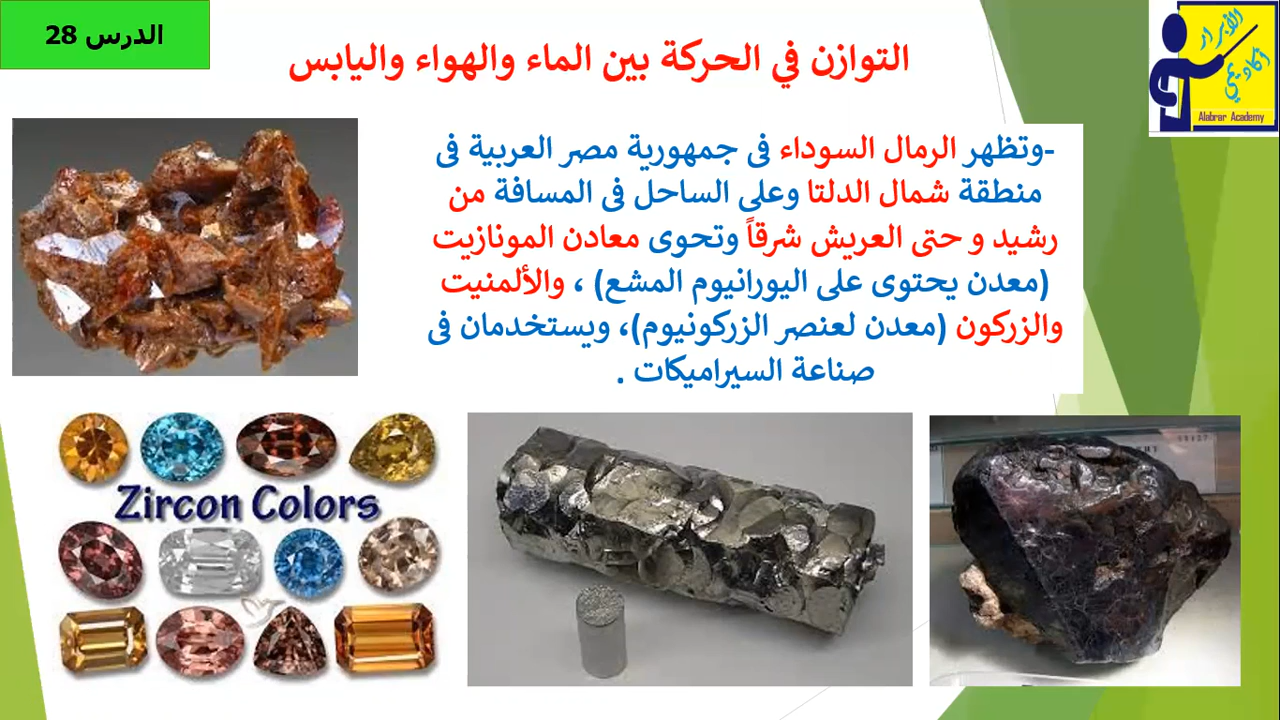 الدرس 28
التوازن في الحركة بين الماء والهواء واليابس
الأبرار
أكاديمي
Alabrar Academy
-وتظهر الرمال السوداء فى جمهورية مصر العربية فى
منطقة شمال الدلتا وعلى الساحل فى المسافة من
رشيد و حتى العريش شرقاً وتحوى معادن المونازيت
(معدن يحتوى على اليورانيوم المشع) ، والألمنيت
والزركون (معدن لعنصر الزركونيوم)، ويستخدمان فى
صناعة السيراميكات .
Zircon Colors